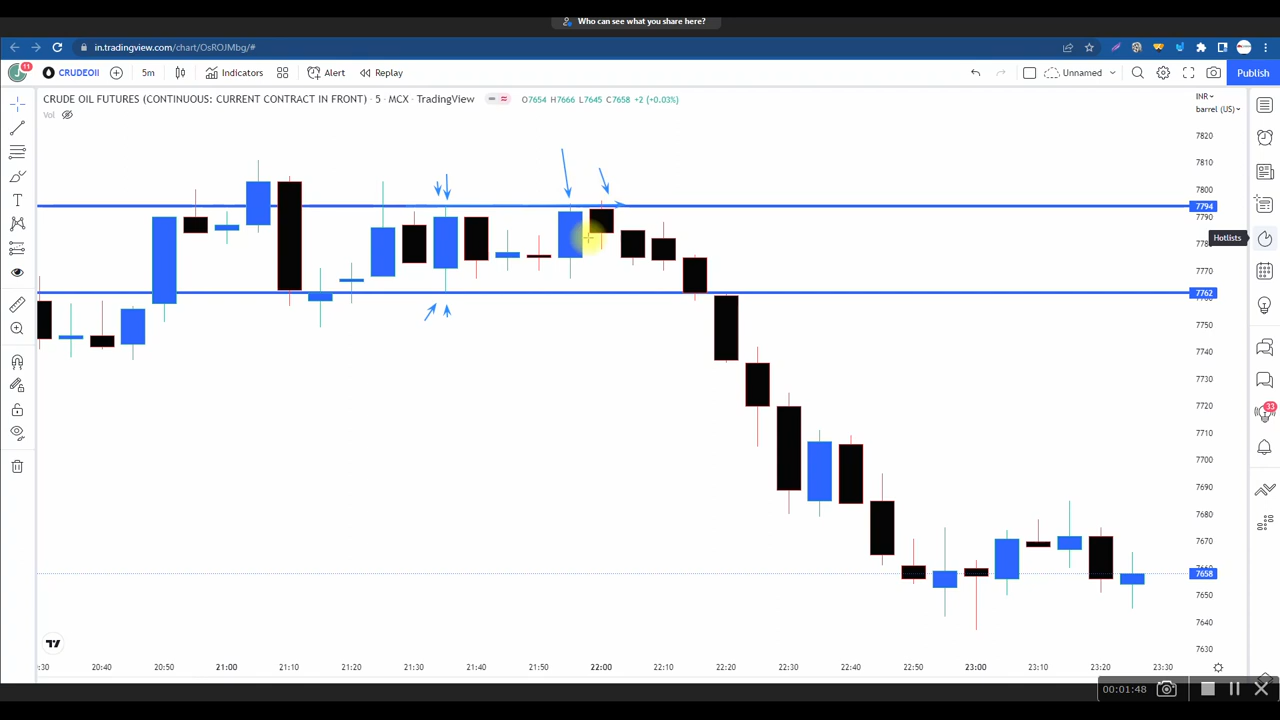 Who can see what you share here?
in.tradingview.com/chart/OsROJMbg/#
11
CRUDEOIl
5m
Indicators
Alert
Replay
Unnamed
Publish
CRUDE OIL FUTURES (CONTINUOUS: CURRENT CONTRACT IN FRONT) · 5 · MCX · TradingView
O7654 H7666 L7645 C7658 +2 (+0.03%)
INR
barrel (US)
Vol
7820
7810
7800
7794
7790
7780
Hotlists
7770
7762
7750
7740
7730
7720
7710
7700
7690
7680
7670
7658
7650
7640
7630
33
:30
20:40
20:50
21:00
21:10
21:20
21:30
21:40
21:50
22:00
22:10
22:20
22:30
22:40
22:50
23:00
23:10
23:20
23:30
00:01:48